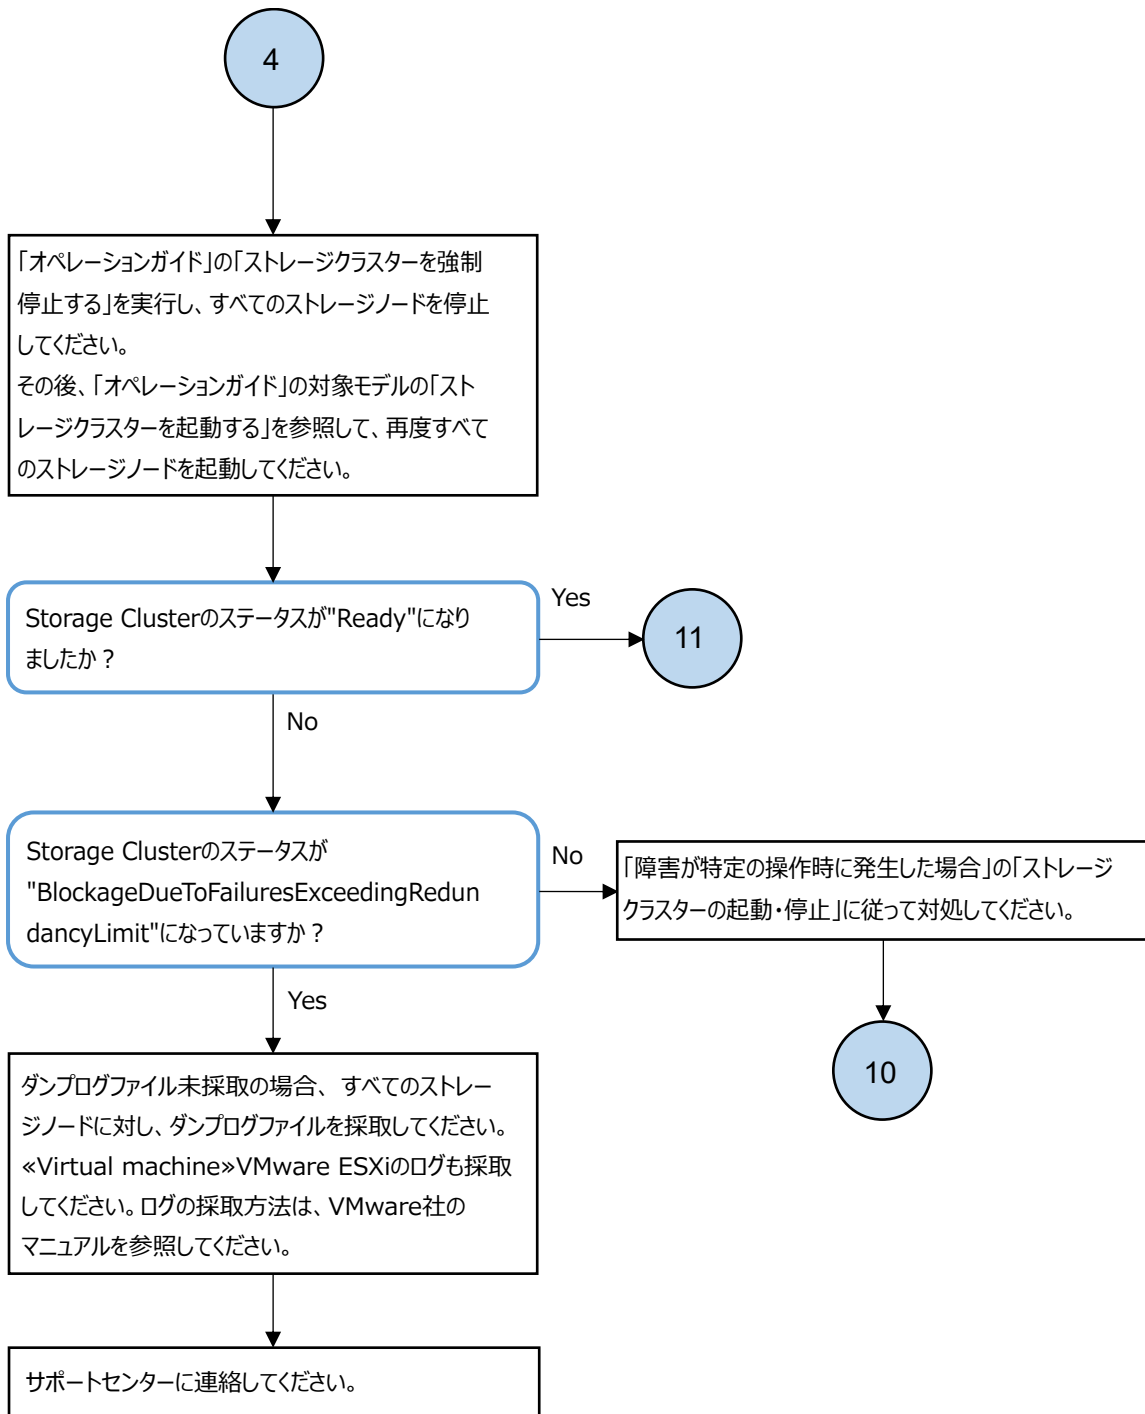 4
「オペレーションガイド」の「ストレージクラスターを強制
停止する」を実行し、すべてのストレージノードを停止
してください。
その後、「オペレーションガイド」の対象モデルの「スト
レージクラスターを起動する」を参照して、再度すべて
のストレージノードを起動してください。
Storage Clusterのステータスが"Ready"になり
ましたか？
Yes
11
No
Storage Clusterのステータスが
"BlockageDueToFailuresExceedingRedun
dancyLimit"になっていますか？
No
「障害が特定の操作時に発生した場合」の「ストレージ
クラスターの起動・停止」に従って対処してください。
10
Yes
ダンプログファイル未採取の場合、すべてのストレー
ジノードに対し、ダンプログファイルを採取してください。
«Virtual machine»VMware ESXiのログも採取
してください。ログの採取方法は、VMware社の
マニュアルを参照してください。
サポートセンターに連絡してください。